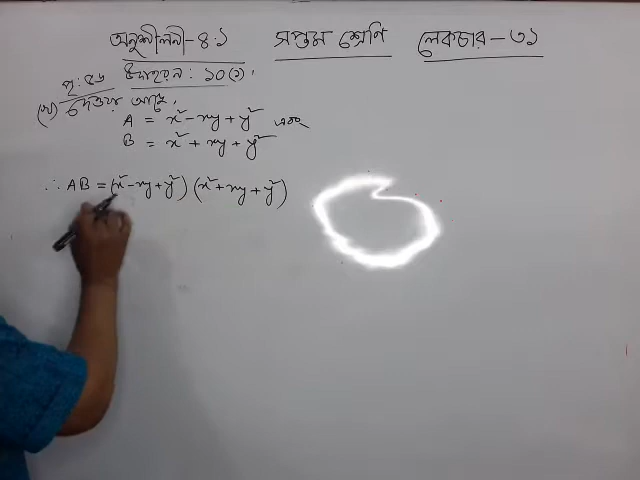 অনুশীলনী-৪.১ সপ্তম শ্রেণি লেকচার-৩১
পৃ:৫৬ উদাহরণ: ১০(২).
(খ) দেওয়া আছে,
A = x² - xy + y² এবং
B = x² + xy + y²
∴ AB = (x² - xy + y²) (x² + xy + y²)